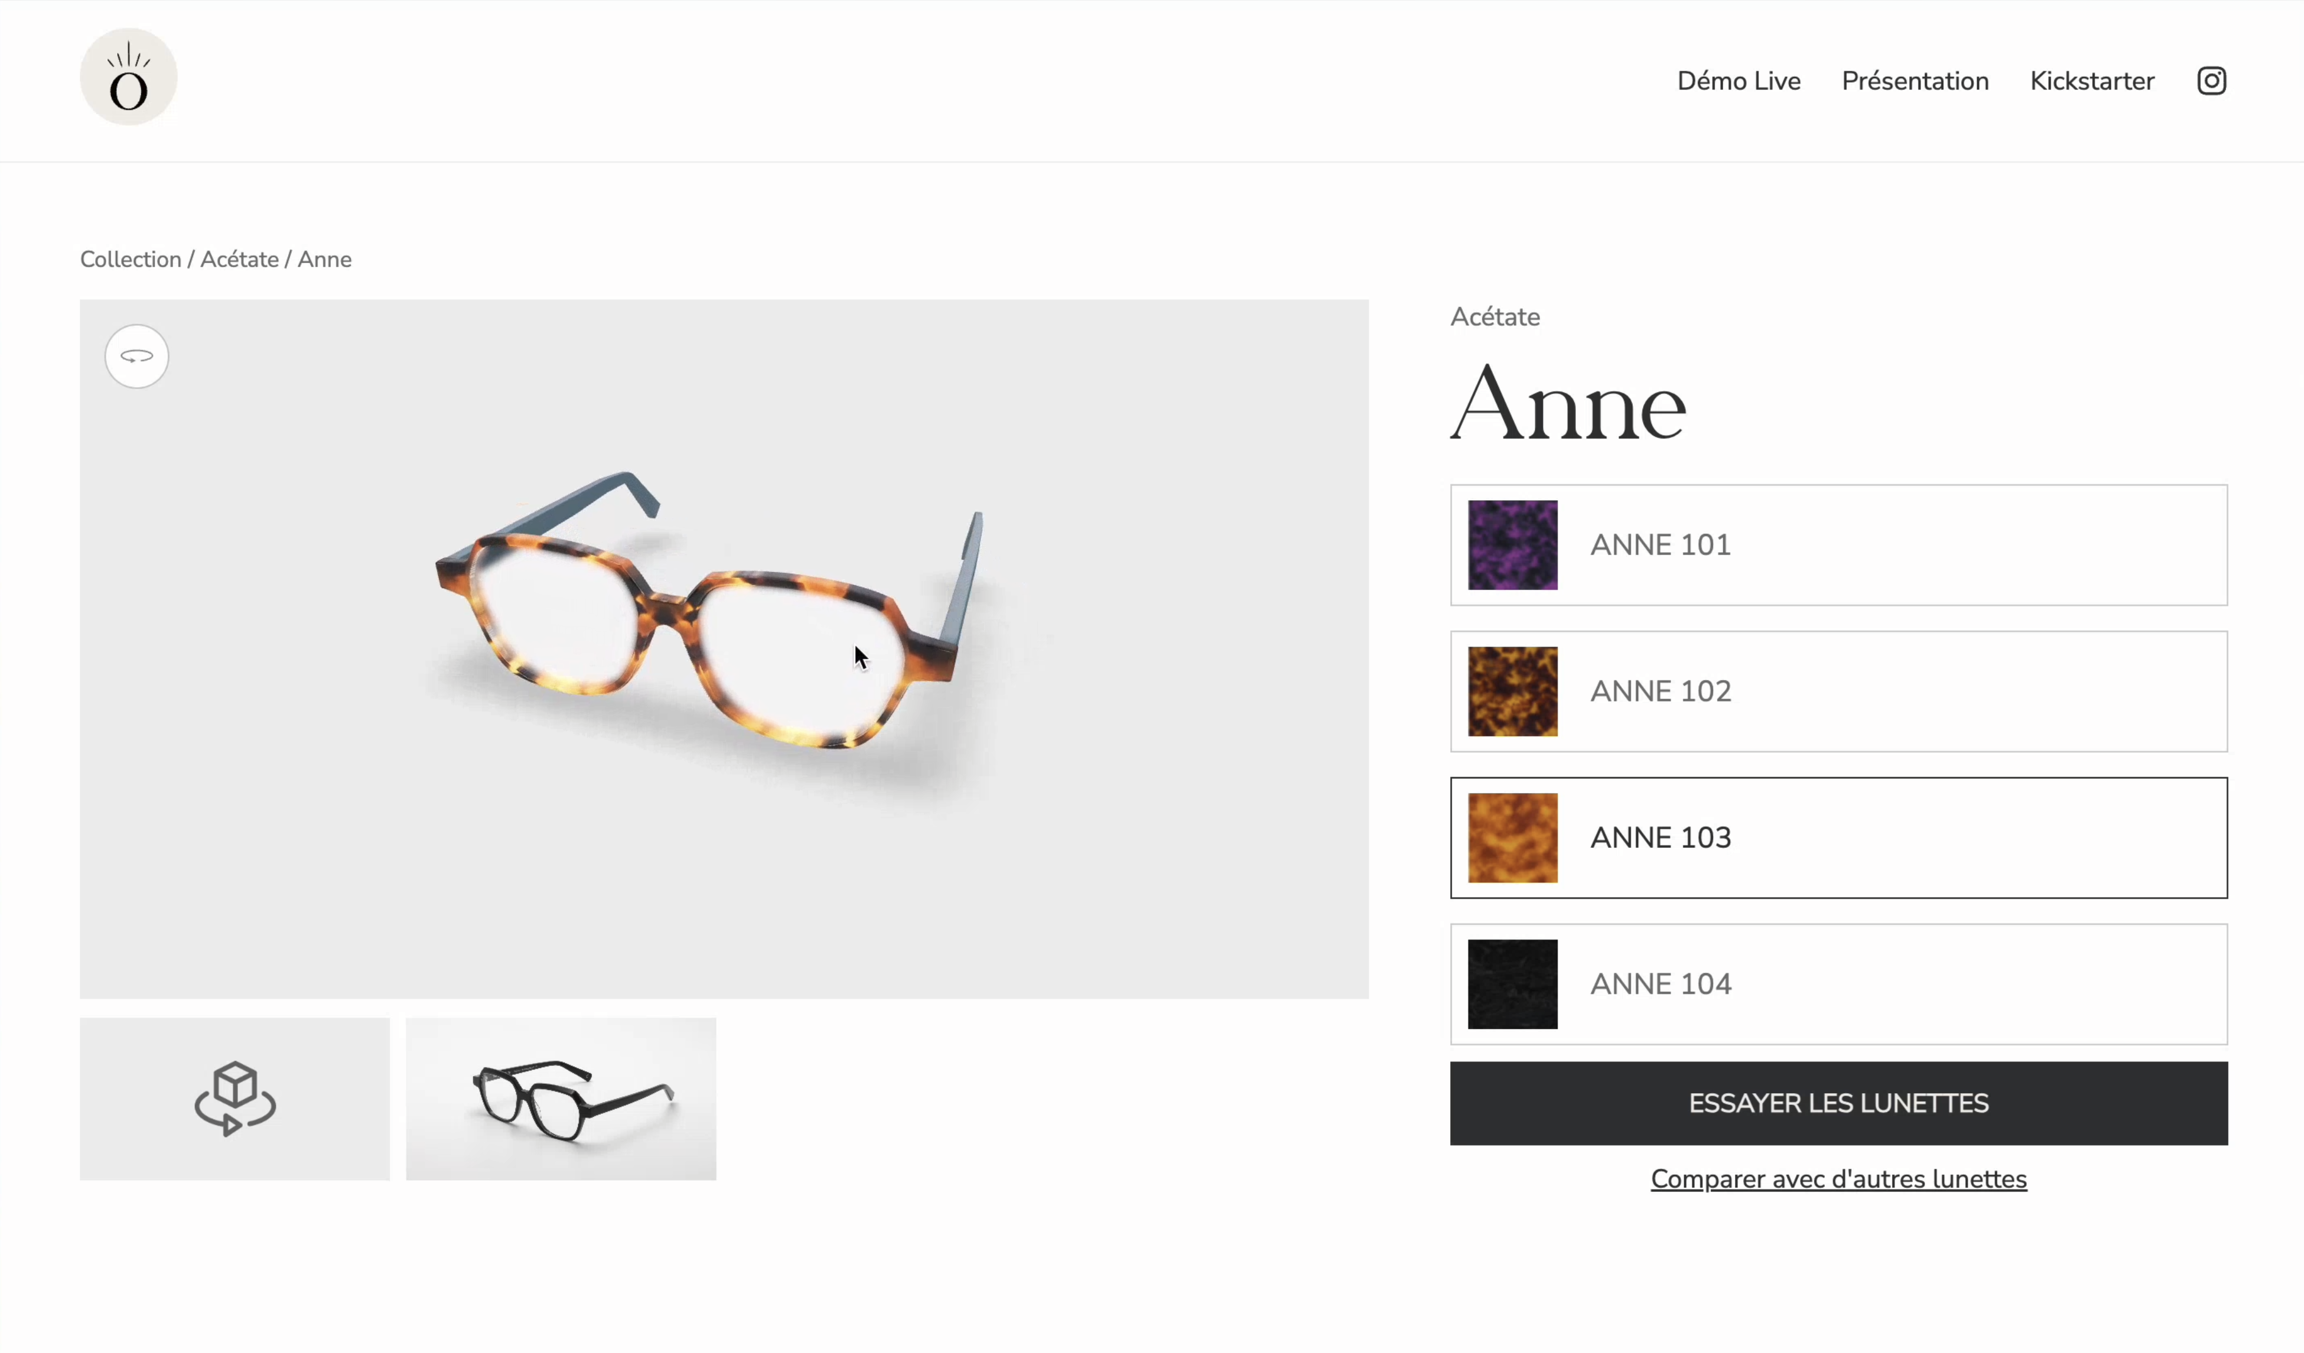 O
Démo Live
Présentation
Kickstarter
Collection / Acétate / Anne
Acétate
Anne
ANNE 101
ANNE 102
ANNE 103
ANNE 104
ESSAYER LES LUNETTES
Comparer avec d'autres lunettes